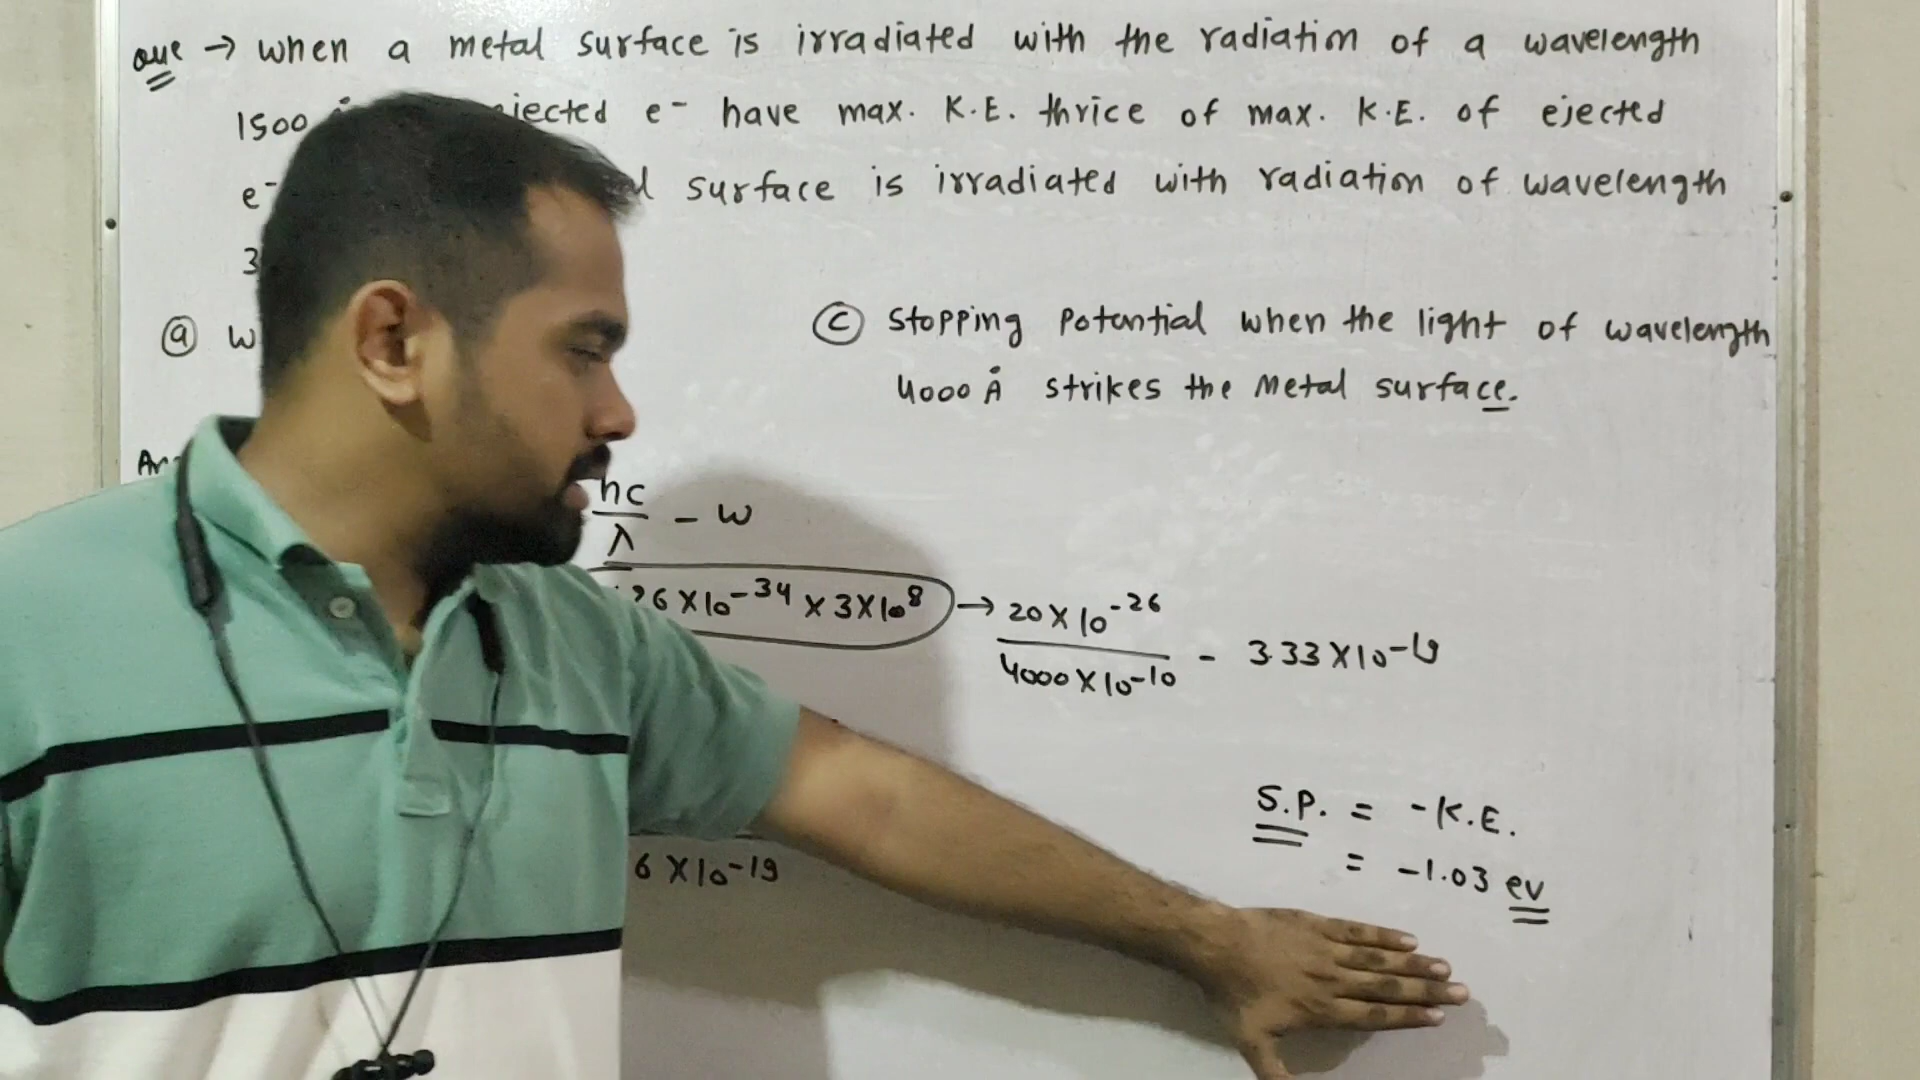 Que → When a metal surface is irradiated with the radiation of a wavelength
1500 ejected e⁻ have max. K.E. thrice of max. K.E. of ejected
e⁻ surface is irradiated with radiation of wavelength
3
ⓐ W
ⓒ Stopping Potential when the light of wavelength
4000 Å strikes the Metal surface.
hc/λ - W
26 X 10⁻³⁴ X 3X10⁸ → 20 X 10⁻²⁶ / 4000 X 10⁻¹⁰ - 3.33 X 10⁻¹⁹
S.P. = -K.E.
= -1.03 ev
6 X 10⁻¹⁹